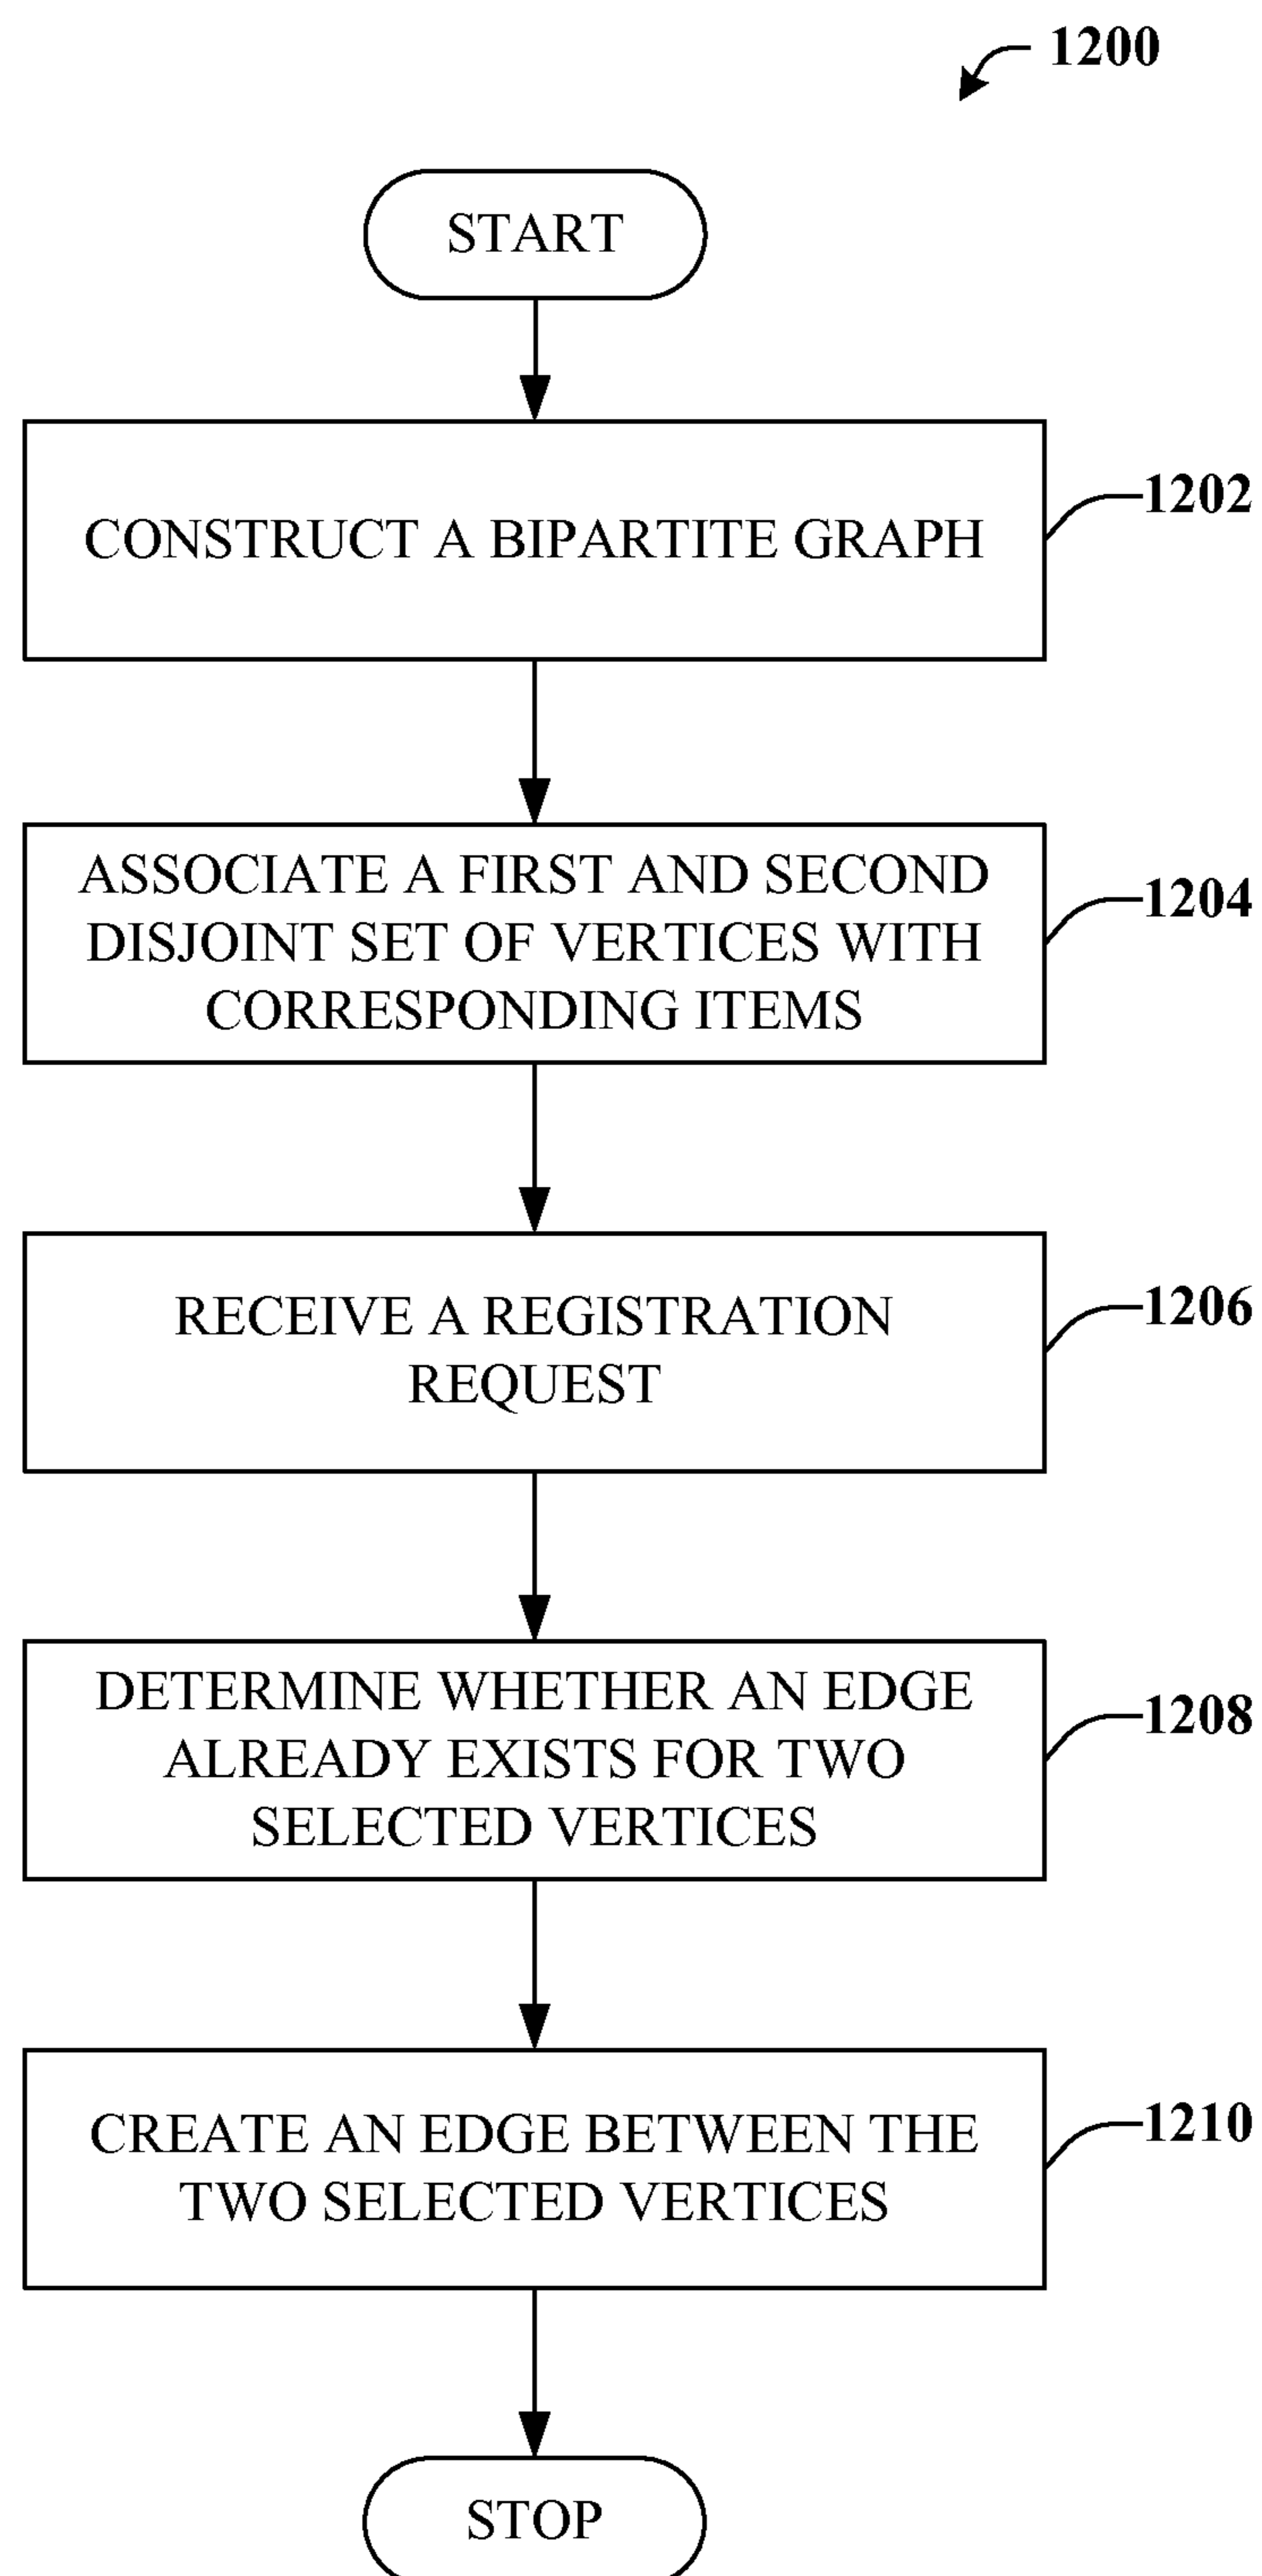 1200
START
CONSTRUCT A BIPARTITE GRAPH
1202
ASSOCIATE A FIRST AND SECOND
DISJOINT SET OF VERTICES WITH
CORRESPONDING ITEMS
1204
RECEIVE A REGISTRATION
REQUEST
1206
DETERMINE WHETHER AN EDGE
ALREADY EXISTS FOR TWO
SELECTED VERTICES
1208
CREATE AN EDGE BETWEEN THE
TWO SELECTED VERTICES
1210
STOP